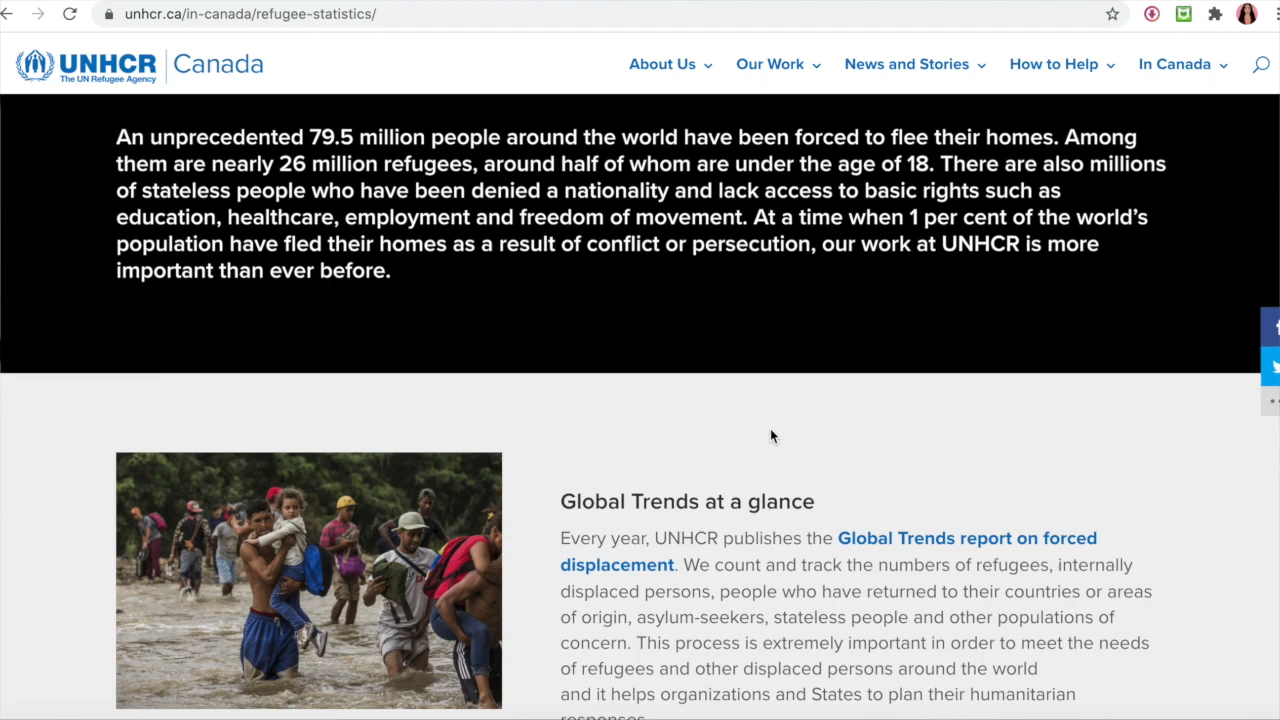 unhcr.ca/in-canada/refugee-statistics/
UNHCR
The UN Refugee Agency
Canada
About Us
Our Work
News and Stories
How to Help
In Canada
An unprecedented 79.5 million people around the world have been forced to flee their homes. Among
them are nearly 26 million refugees, around half of whom are under the age of 18. There are also millions
of stateless people who have been denied a nationality and lack access to basic rights such as
education, healthcare, employment and freedom of movement. At a time when 1 per cent of the world's
population have fled their homes as a result of conflict or persecution, our work at UNHCR is more
important than ever before.
Global Trends at a glance
Every year, UNHCR publishes the Global Trends report on forced
displacement. We count and track the numbers of refugees, internally
displaced persons, people who have returned to their countries or areas
of origin, asylum-seekers, stateless people and other populations of
concern. This process is extremely important in order to meet the needs
of refugees and other displaced persons around the world
and it helps organizations and States to plan their humanitarian